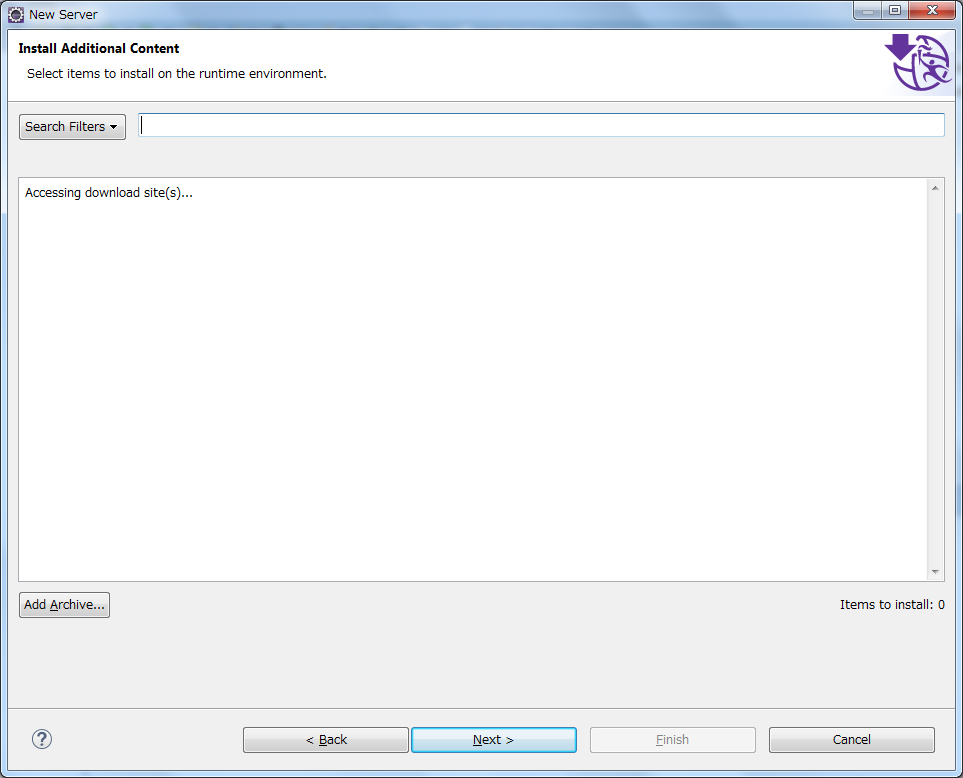 New Server
Install Additional Content
Select items to install on the runtime environment.
Search Filters
Accessing download site(s)...
Add Archive...
Items to install: 0
?
< Back
Next >
Finish
Cancel